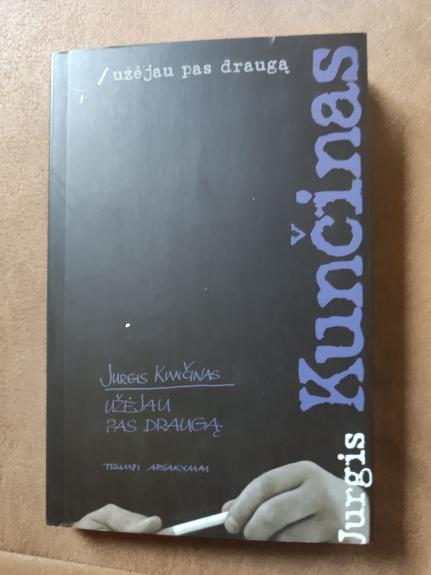 / užėjau pas draugą
Jurgis Kunčinas
JURGIS KUNČINAS
UŽĖJAU
PAS DRAUGĄ
TRUMPI APSAKYMAI